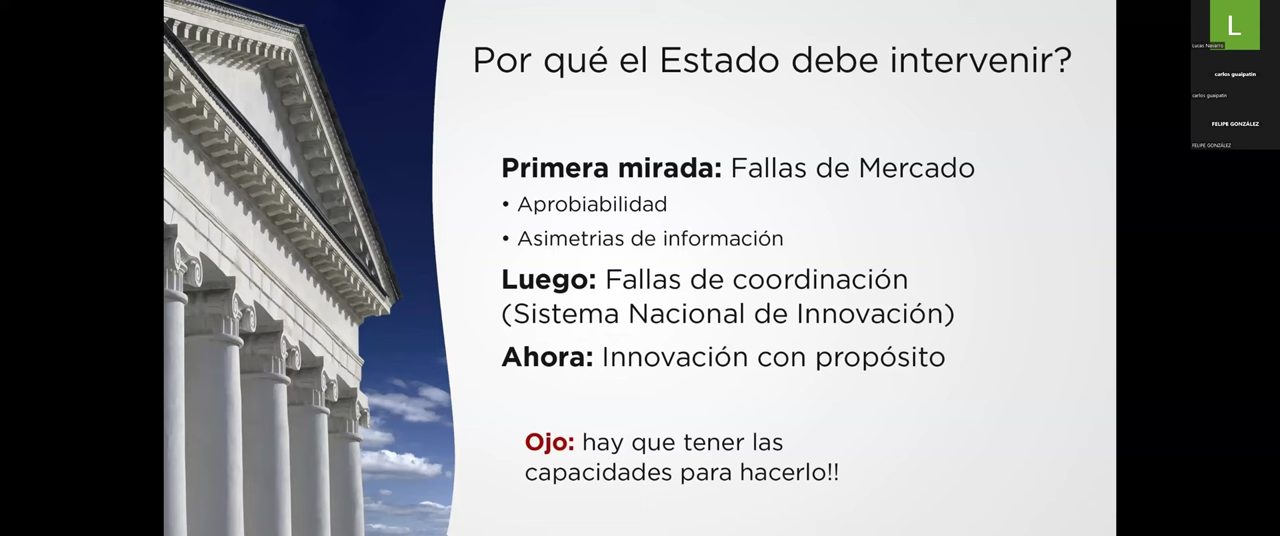 Por qué el Estado debe intervenir?
Primera mirada: Fallas de Mercado
• Aprobiabilidad
• Asimetrias de información
Luego: Fallas de coordinación
(Sistema Nacional de Innovación)
Ahora: Innovación con propósito
Ojo: hay que tener las
capacidades para hacerlo!!
L
Lucas Navarro
carlos guaipatin
carlos guaipatin
FELIPE GONZÁLEZ
FELIPE GONZÁLEZ